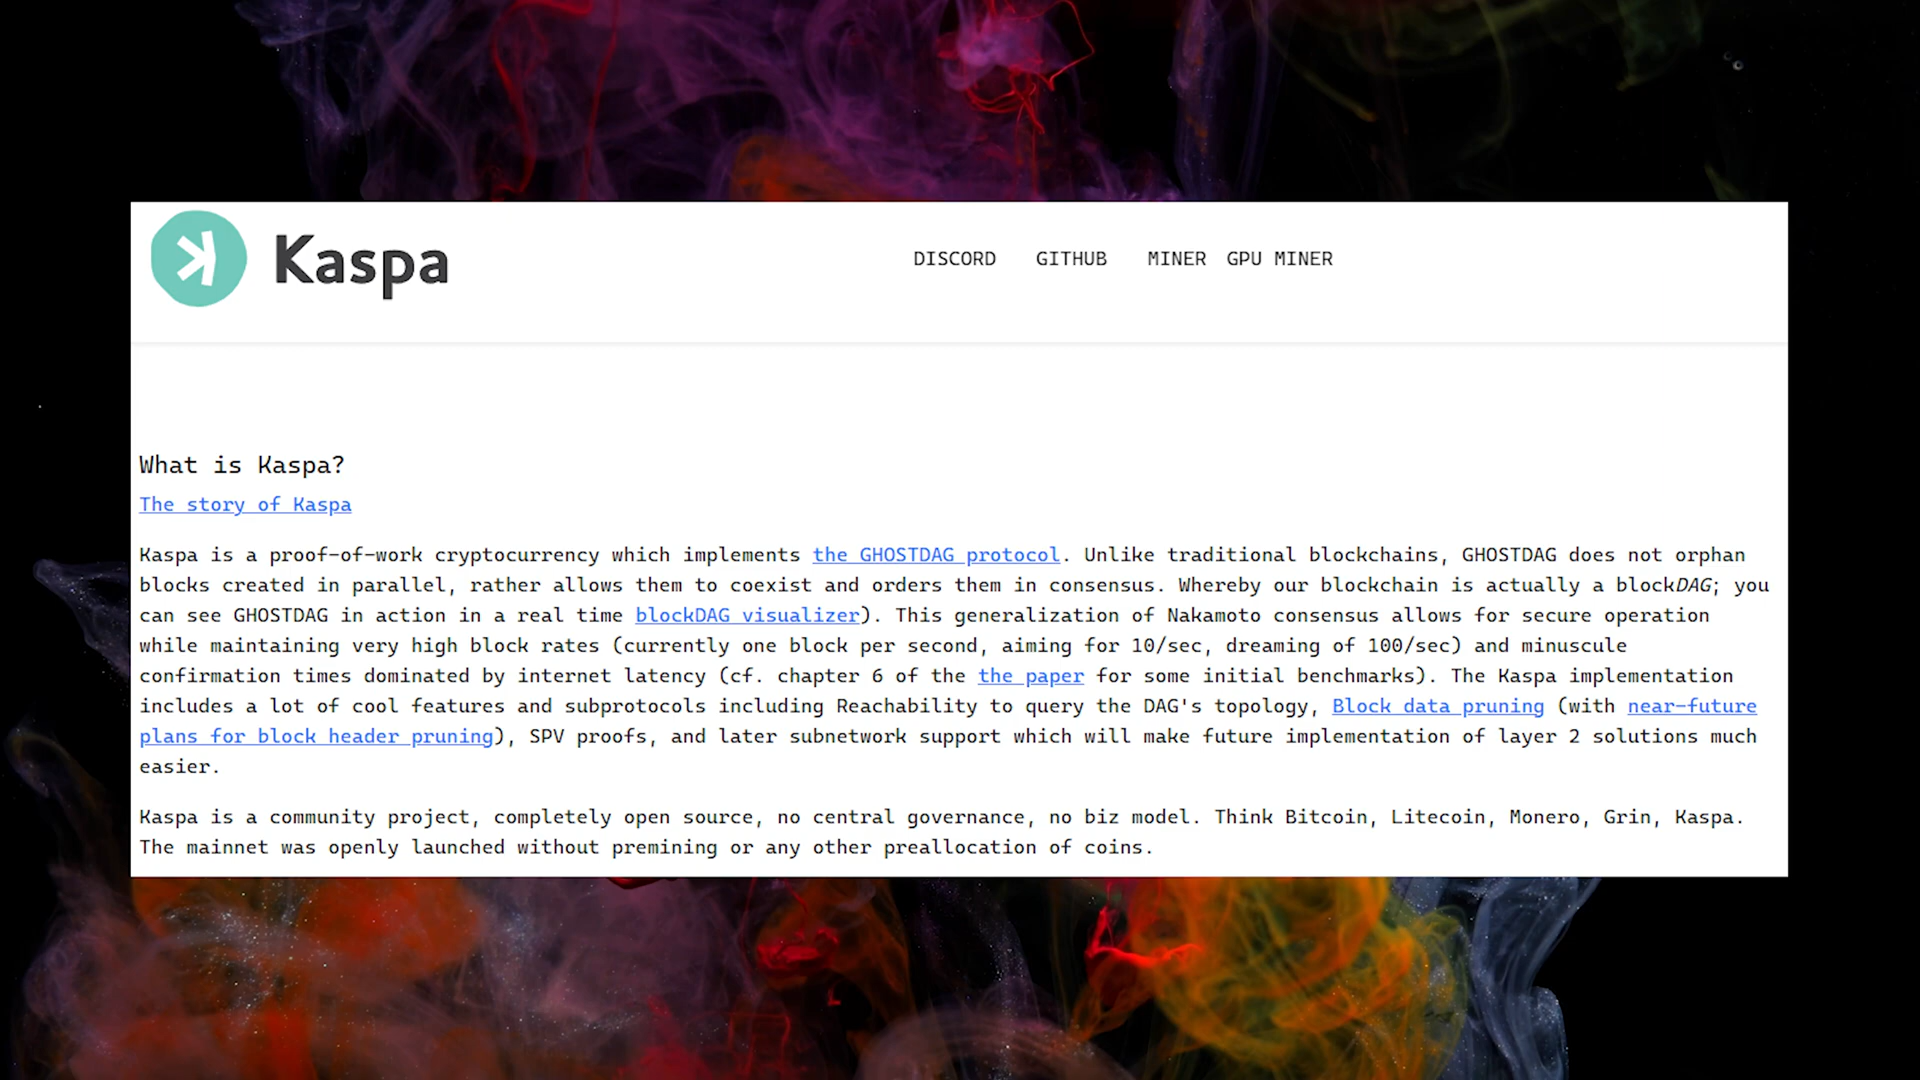 Kaspa
DISCORD GITHUB MINER GPU MINER
What is Kaspa?
The story of Kaspa
Kaspa is a proof-of-work cryptocurrency which implements the GHOSTDAG protocol. Unlike traditional blockchains, GHOSTDAG does not orphan
blocks created in parallel, rather allows them to coexist and orders them in consensus. Whereby our blockchain is actually a blockDAG; you
can see GHOSTDAG in action in a real time blockDAG visualizer). This generalization of Nakamoto consensus allows for secure operation
while maintaining very high block rates (currently one block per second, aiming for 10/sec, dreaming of 100/sec) and minuscule
confirmation times dominated by internet latency (cf. chapter 6 of the the paper for some initial benchmarks). The Kaspa implementation
includes a lot of cool features and subprotocols including Reachability to query the DAG's topology, Block data pruning (with near-future
plans for block header pruning), SPV proofs, and later subnetwork support which will make future implementation of layer 2 solutions much
easier.
Kaspa is a community project, completely open source, no central governance, no biz model. Think Bitcoin, Litecoin, Monero, Grin, Kaspa.
The mainnet was openly launched without premining or any other preallocation of coins.